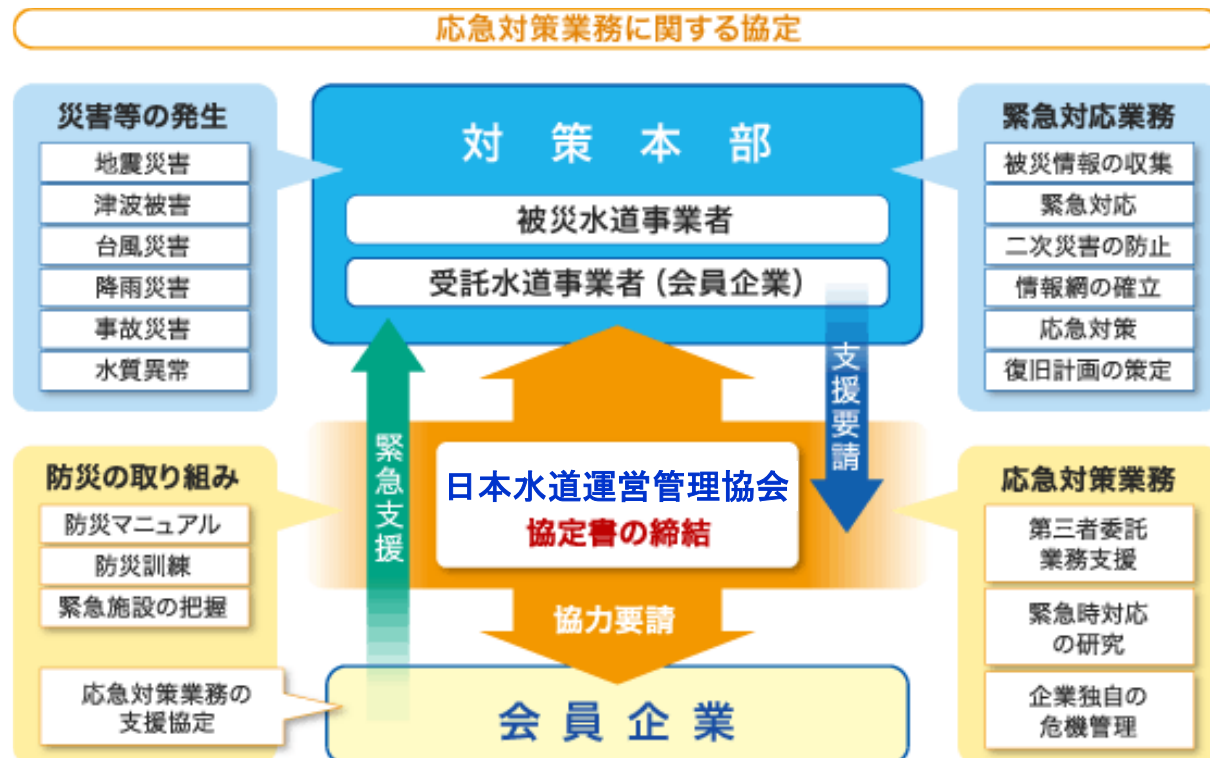 応急対策業務に関する協定
災害等の発生
地震災害
津波被害
台風災害
降雨災害
事故災害
水質異常
対策本部
被災水道事業者
受託水道事業者（会員企業）
緊急対応業務
被災情報の収集
緊急対応
二次災害の防止
情報網の確立
応急対策
復旧計画の策定
緊急支援
支援要請
日本水道運営管理協会
協定書の締結
協力要請
防災の取り組み
防災マニュアル
防災訓練
緊急施設の把握
応急対策業務の
支援協定
会員企業
応急対策業務
第三者委託
業務支援
緊急時対応
の研究
企業独自の
危機管理